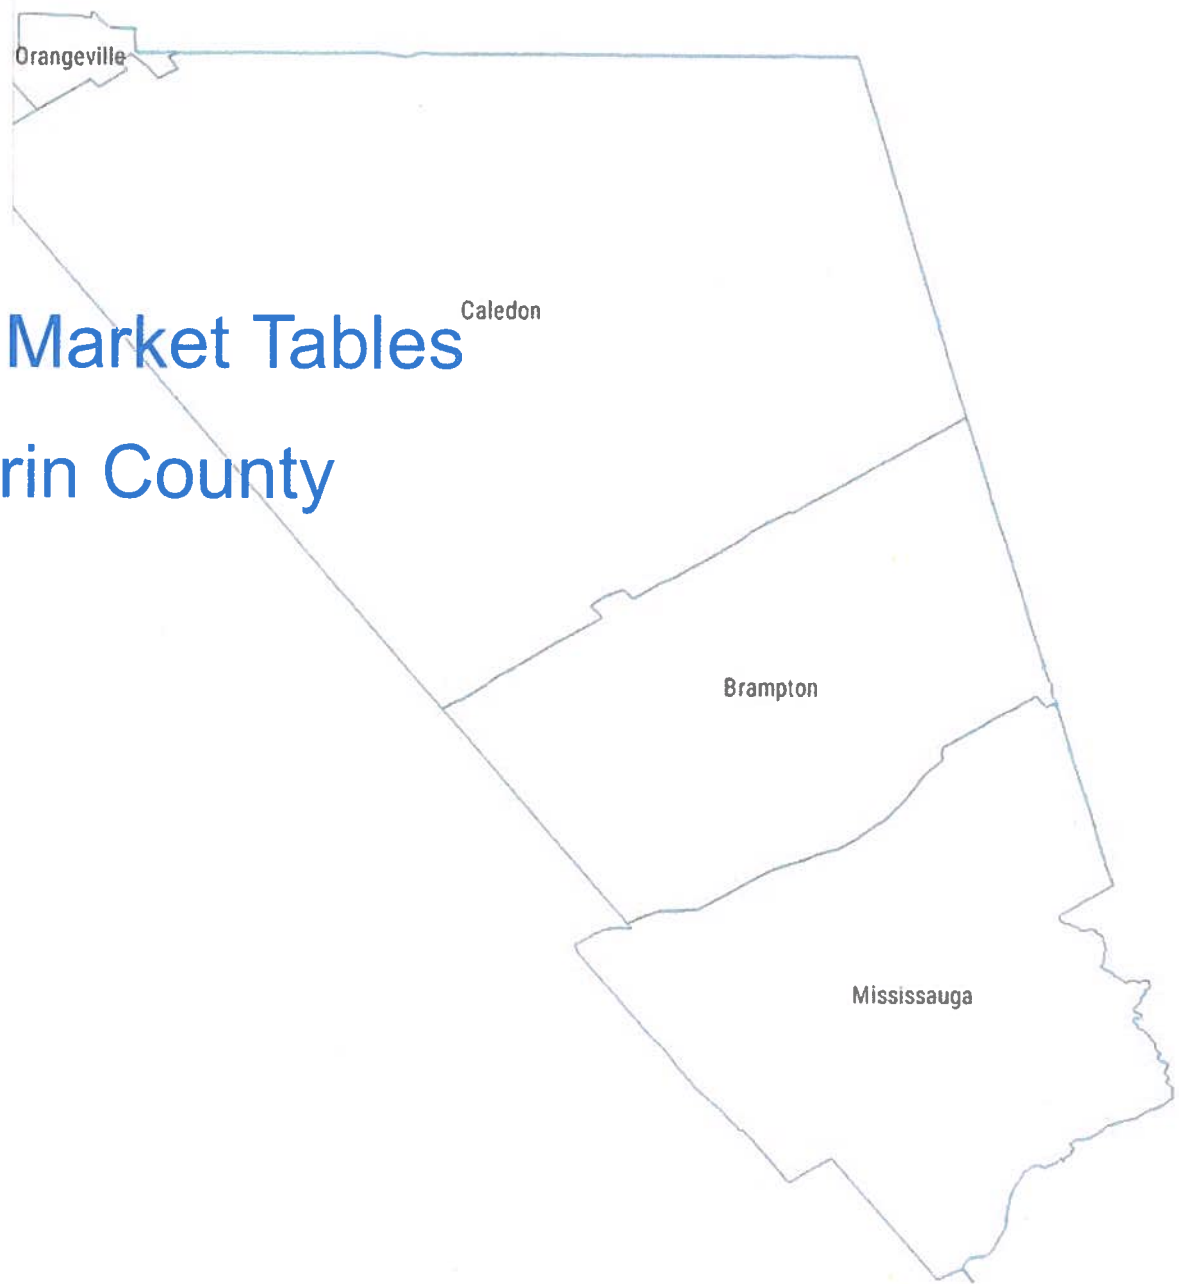 Orangeville
Caledon
Market Tables
rin County
Brampton
Mississauga